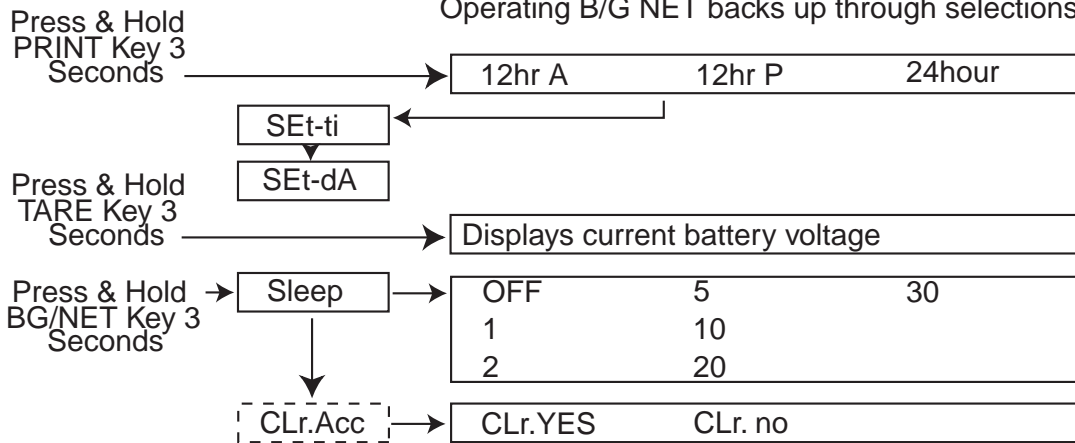 Operating B/G NET backs up through selections
Press & Hold
PRINT Key 3
Seconds
12hr A 12hr P 24hour
SEt-ti
SEt-dA
Press & Hold
TARE Key 3
Seconds
Displays current battery voltage
Press & Hold
BG/NET Key 3
Seconds
Sleep
OFF 5 30
1 10
2 20
CLr.Acc
CLr.YES CLr. no